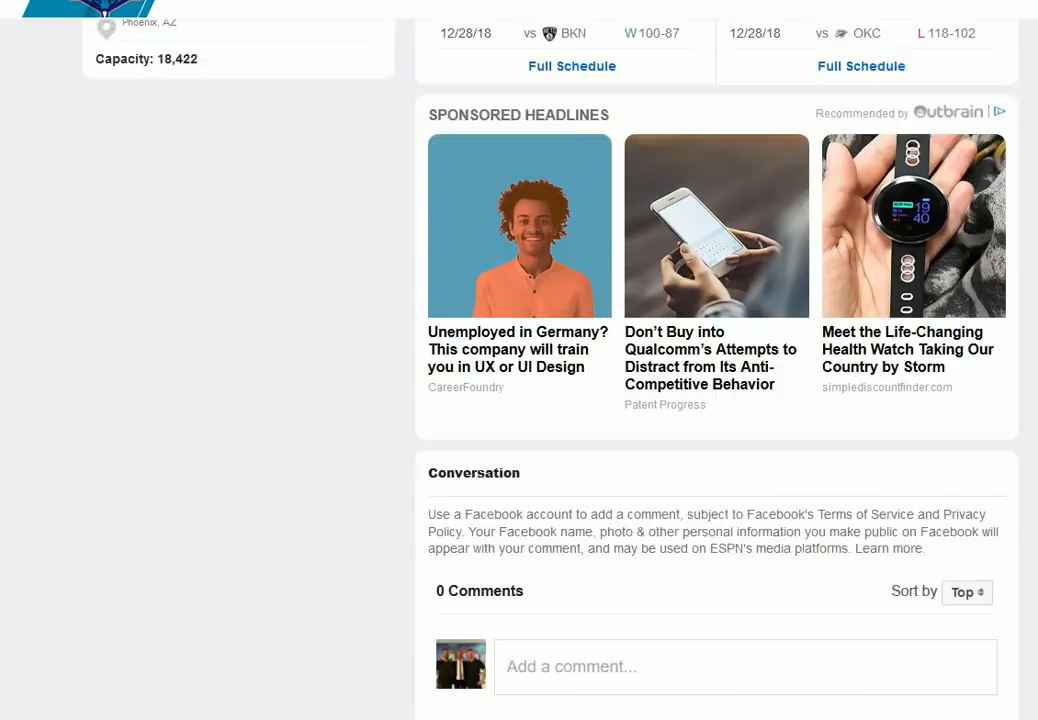 Phoenix, AZ
Capacity: 18,422
12/28/18 vs BKN W 100-87
Full Schedule
12/28/18 vs OKC L 118-102
Full Schedule
SPONSORED HEADLINES
Recommended by Outbrain
19
40
Unemployed in Germany?
This company will train
you in UX or UI Design
CareerFoundry
Don't Buy into
Qualcomm's Attempts to
Distract from Its Anti-
Competitive Behavior
Patent Progress
Meet the Life-Changing
Health Watch Taking Our
Country by Storm
simplediscountfinder.com
Conversation
Use a Facebook account to add a comment, subject to Facebook's Terms of Service and Privacy
Policy. Your Facebook name, photo & other personal information you make public on Facebook will
appear with your comment, and may be used on ESPN's media platforms. Learn more.
0 Comments
Sort by Top
Add a comment...